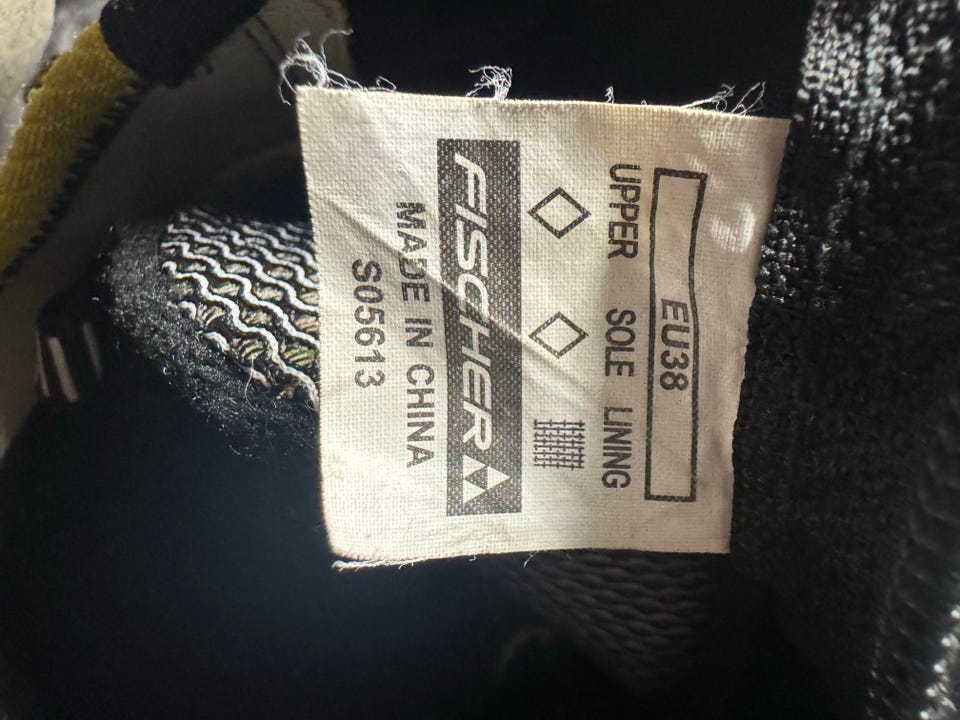 EU38
UPPER SOLE LINING
FISCHER
MADE IN CHINA
S05613